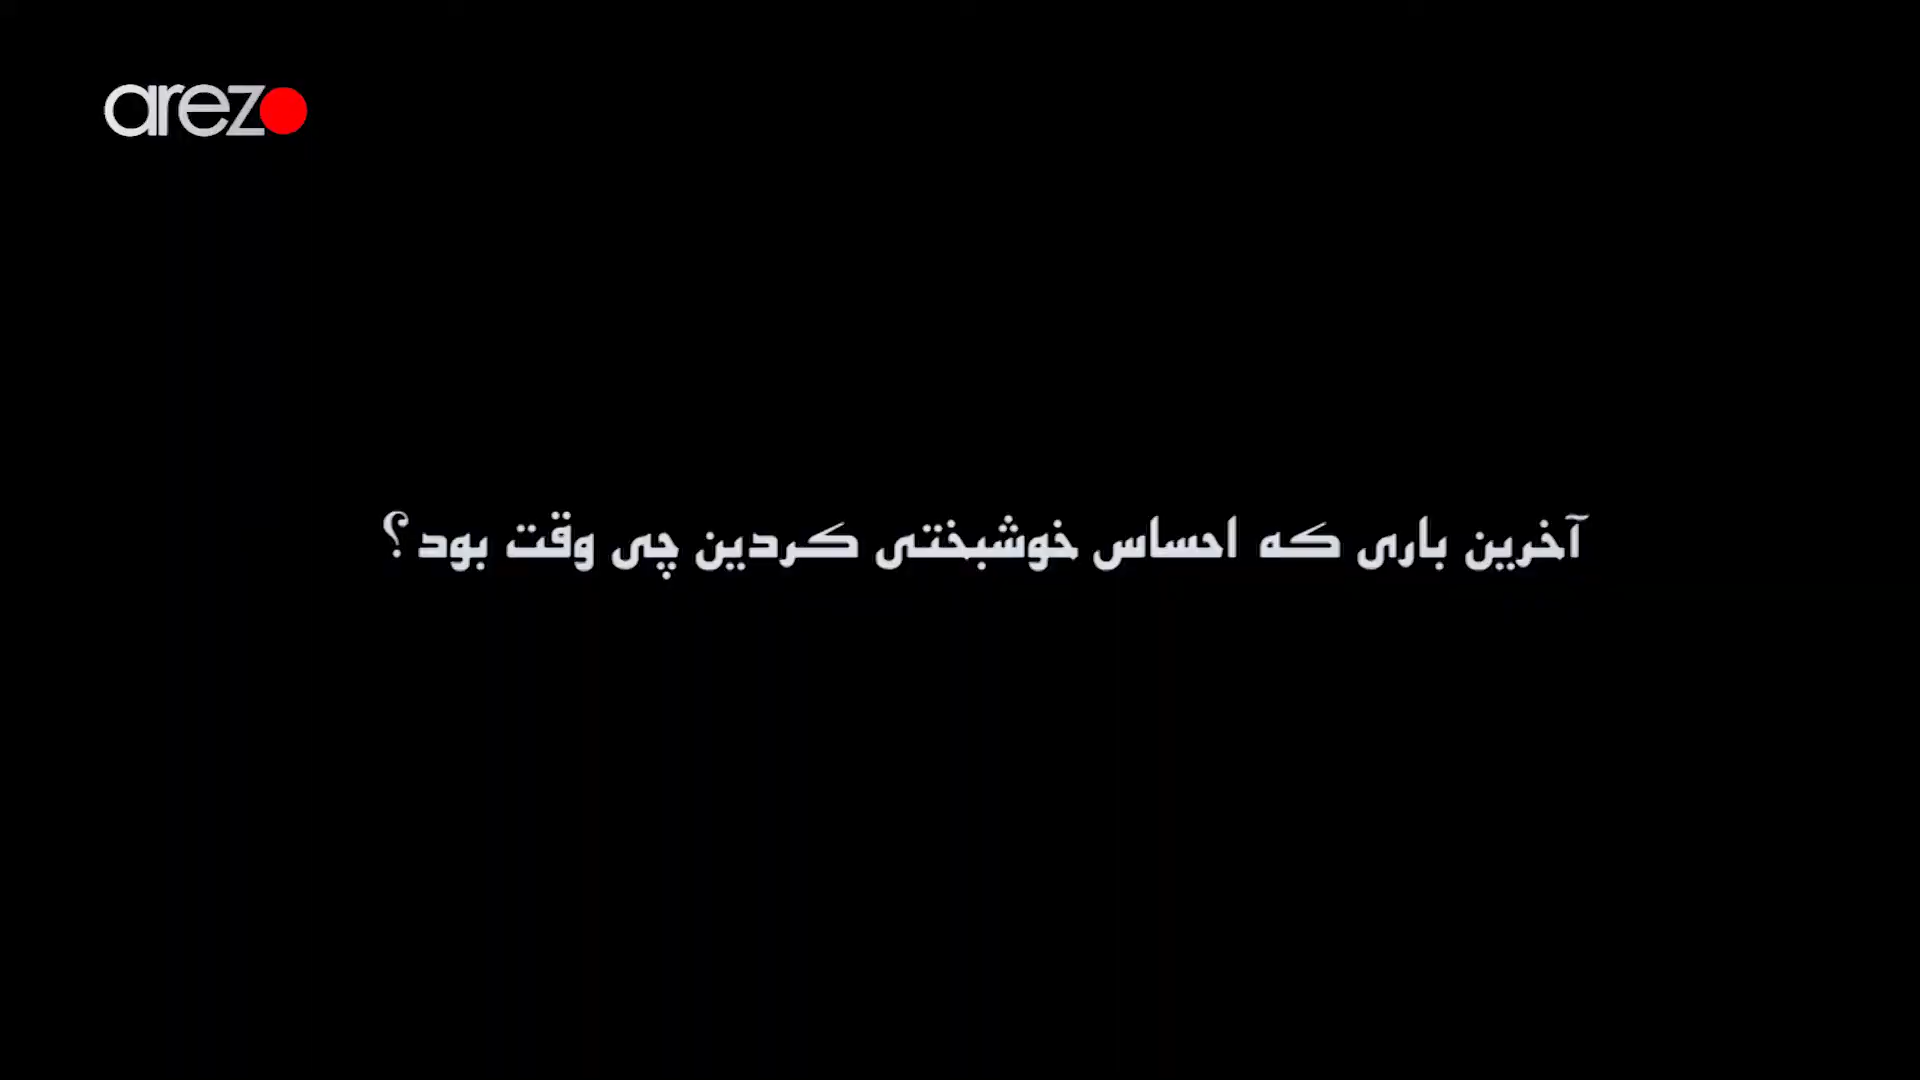 arezo
آخرین باری که احساس خوشبختی کردین چی وقت بود؟